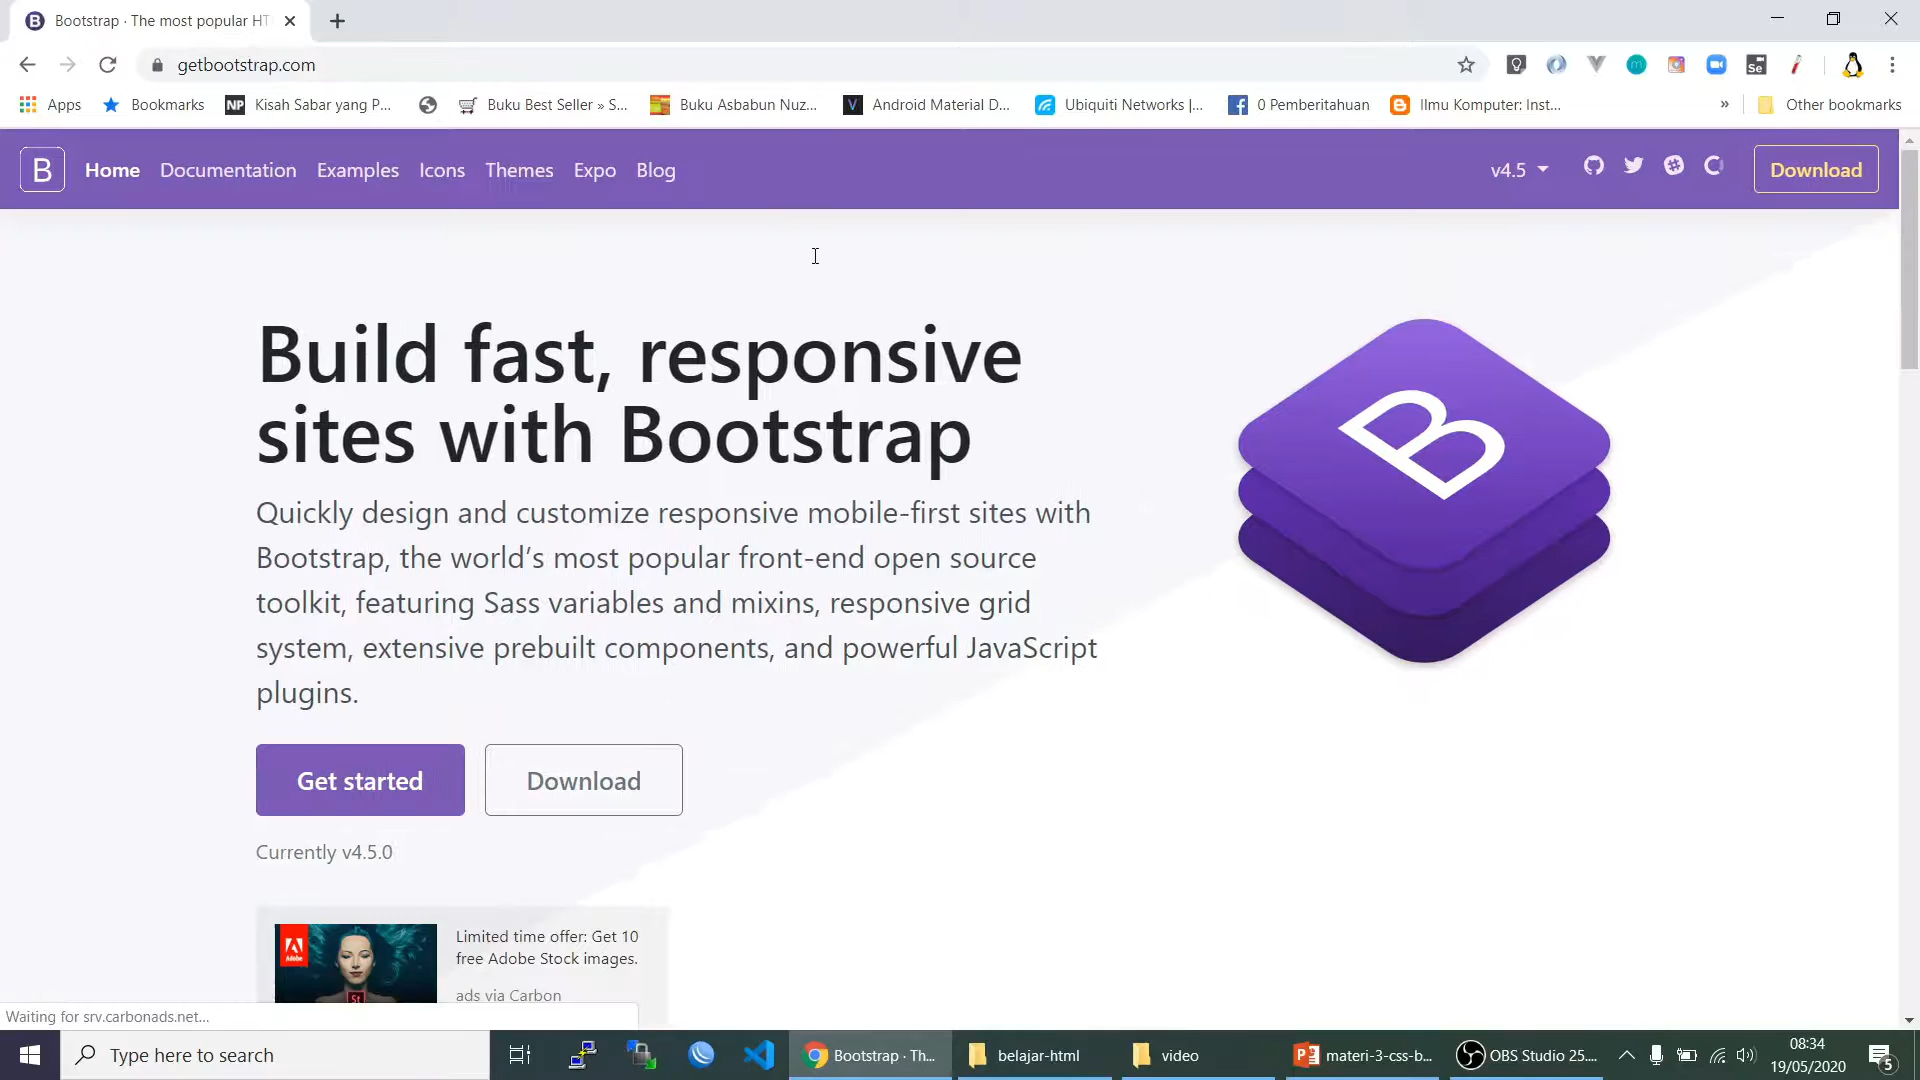 Bootstrap · The most popular HT
getbootstrap.com
Se
Apps
Bookmarks
NP
Kisah Sabar yang P...
Buku Best Seller » S...
Buku Asbabun Nuz...
V
Android Material D...
Ubiquiti Networks |...
0 Pemberitahuan
Ilmu Komputer: Inst...
»
Other bookmarks
B
Home
Documentation
Examples
Icons
Themes
Expo
Blog
v4.5
Download
Build fast, responsive
sites with Bootstrap
Quickly design and customize responsive mobile-first sites with
Bootstrap, the world’s most popular front-end open source
toolkit, featuring Sass variables and mixins, responsive grid
system, extensive prebuilt components, and powerful JavaScript
plugins.
B
Get started
Download
Currently v4.5.0
Adobe
St
Limited time offer: Get 10
free Adobe Stock images.
ads via Carbon
Waiting for srv.carbonads.net...
Type here to search
Bootstrap · Th...
belajar-html
video
materi-3-css-b...
OBS Studio 25....
08:34
19/05/2020
5